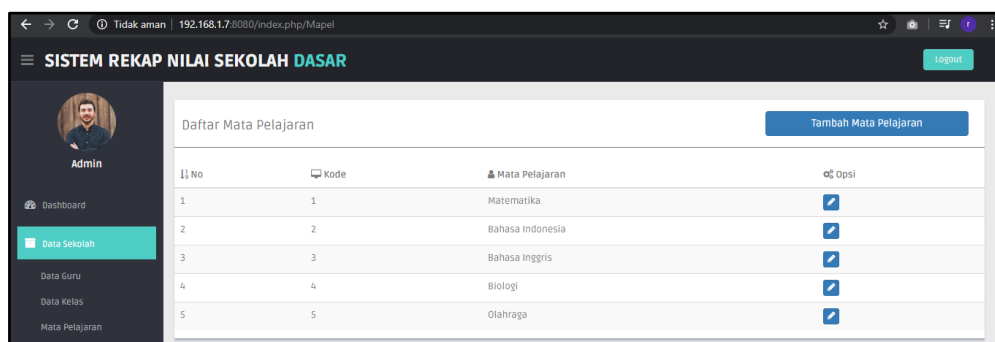 Tidak aman | 192.168.1.7:8080/index.php/Mapel
r
SISTEM REKAP NILAI SEKOLAH DASAR
Logout
Admin
Dashboard
Data Sekolah
Data Guru
Data Kelas
Mata Pelajaran
Daftar Mata Pelajaran
Tambah Mata Pelajaran
No Kode Mata Pelajaran Opsi
1 1 Matematika
2 2 Bahasa Indonesia
3 3 Bahasa Inggris
4 4 Biologi
5 5 Olahraga